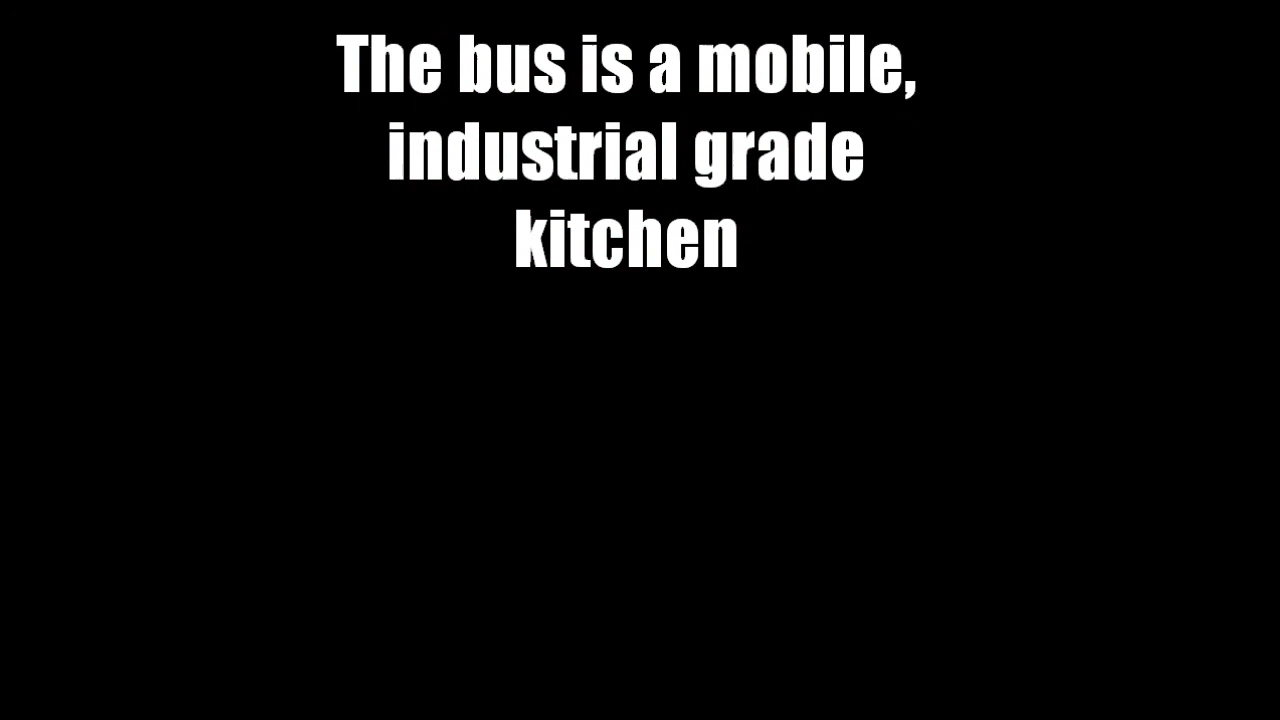 The bus is a mobile,
industrial grade
kitchen